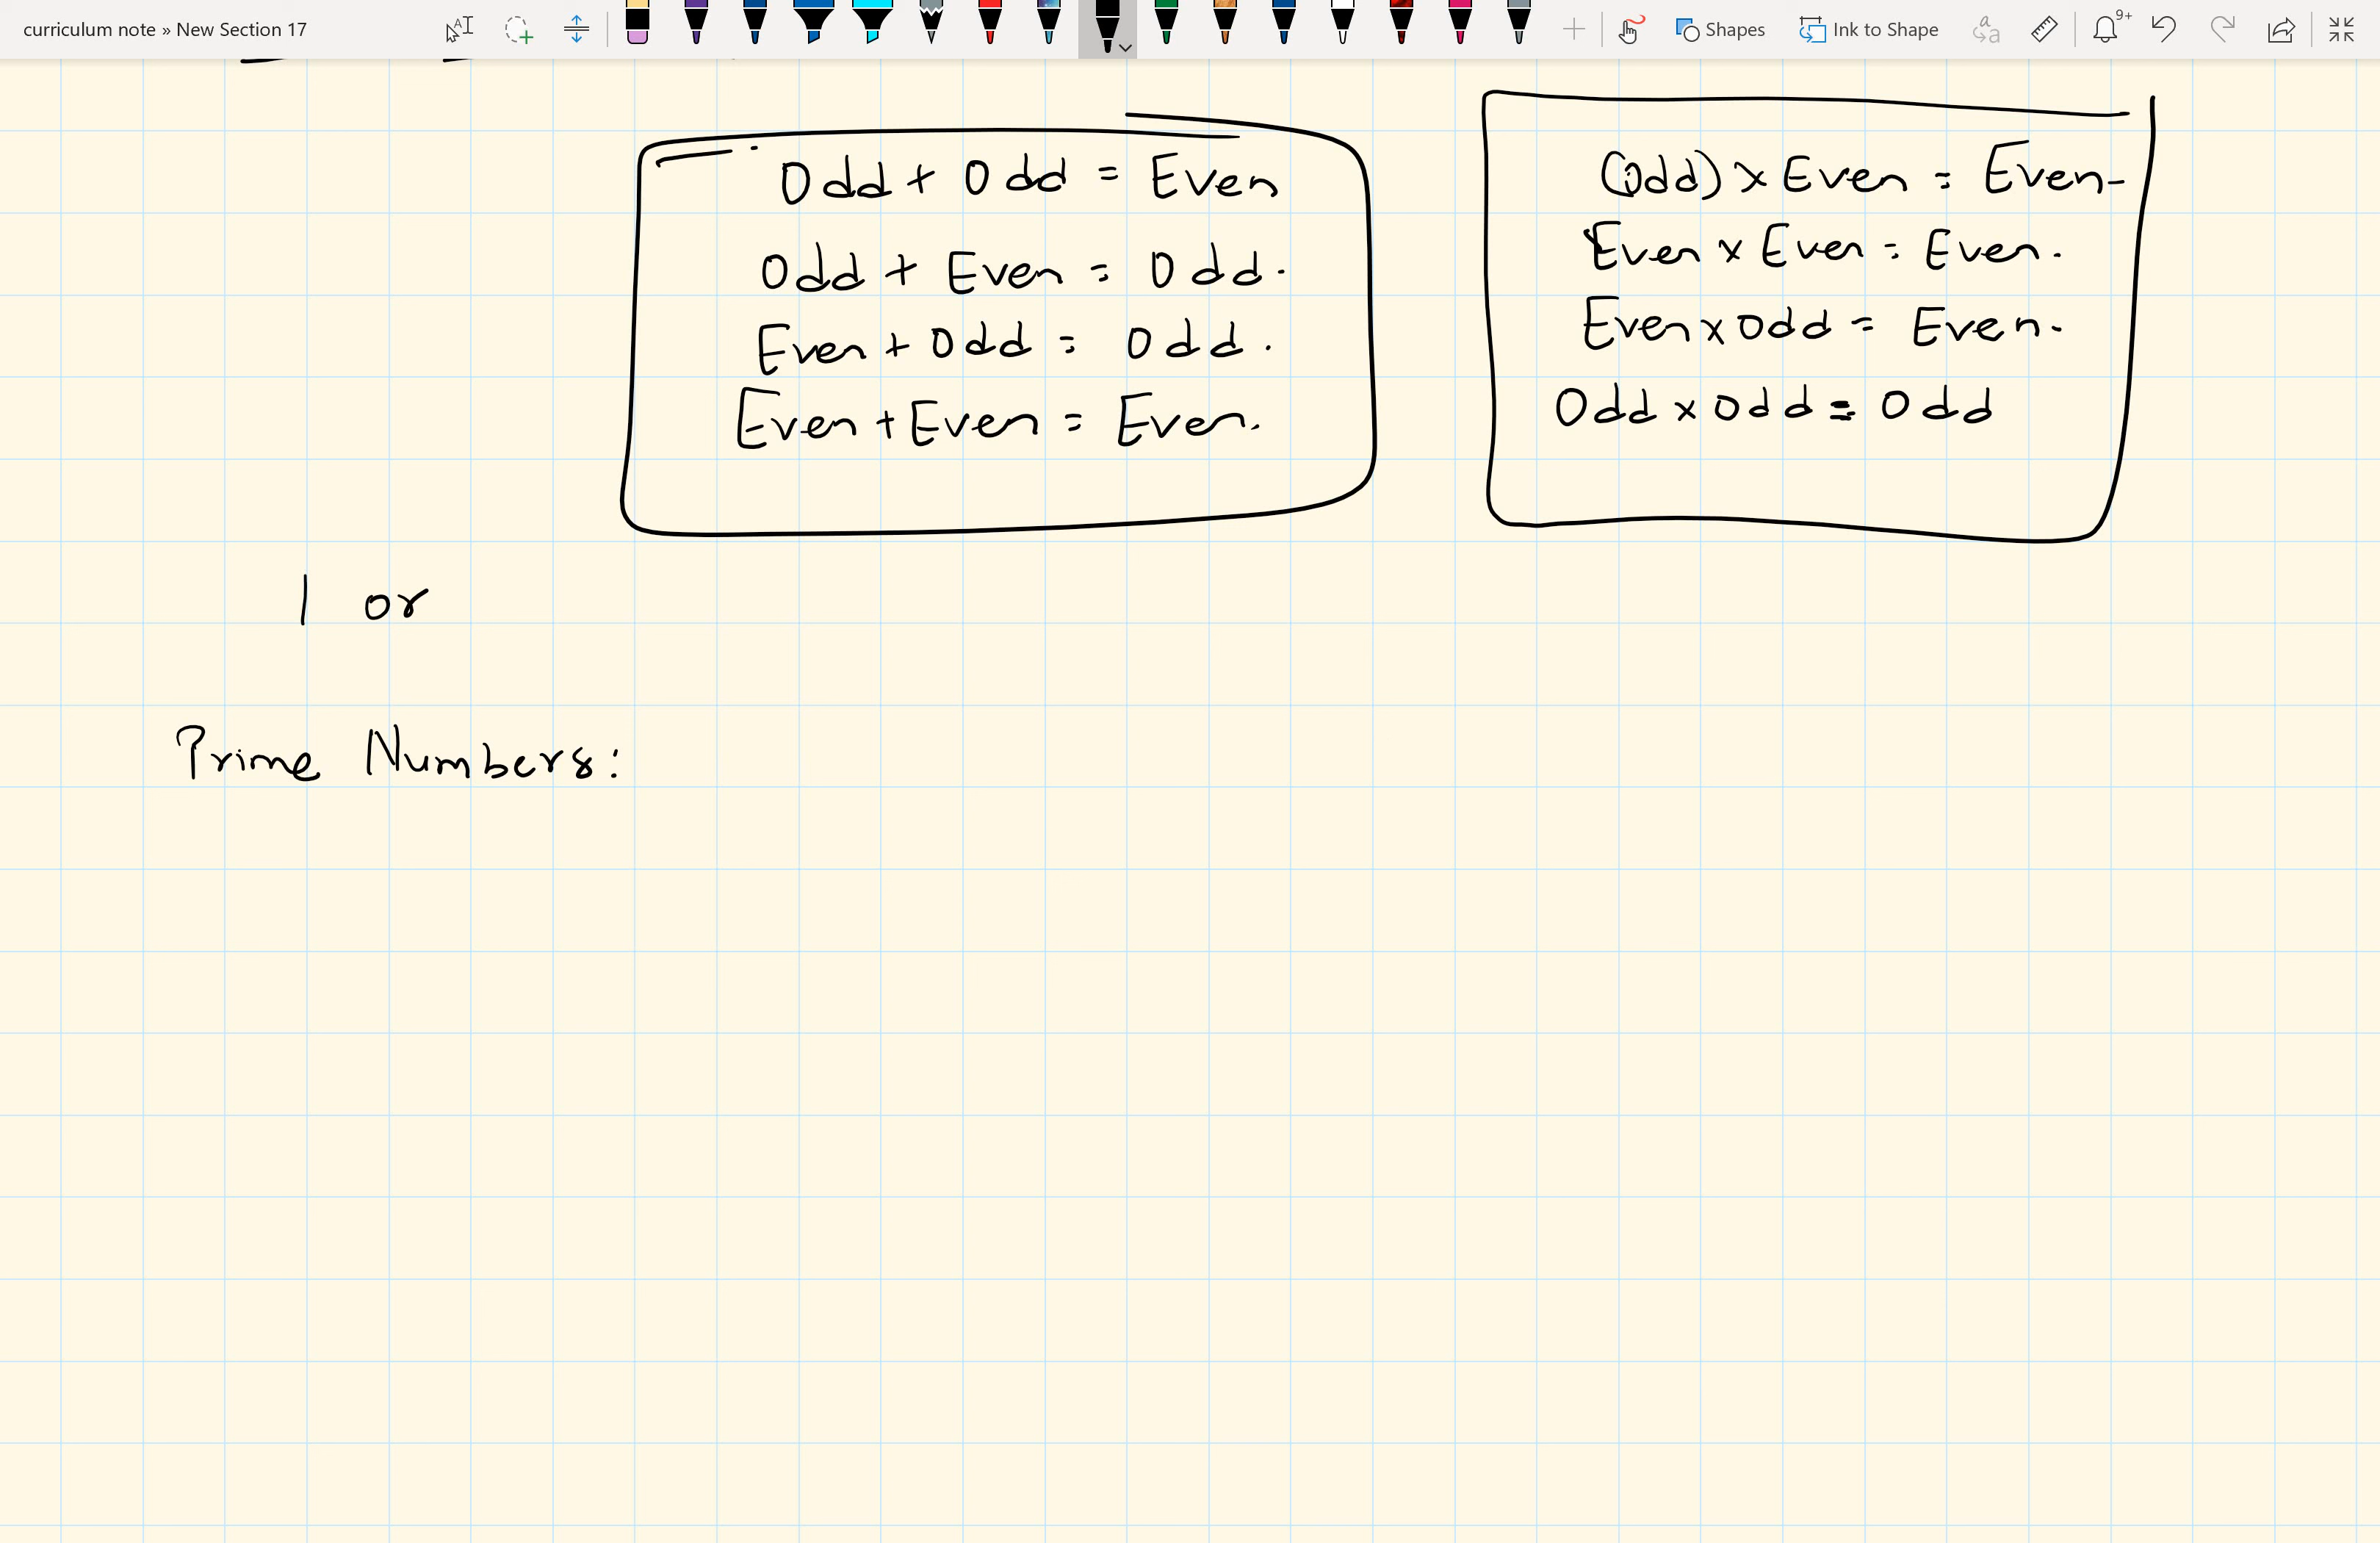 curriculum note » New Section 17
Shapes
Ink to Shape
9+
Odd + Odd = Even
Odd + Even = Odd.
Even + Odd = Odd.
Even + Even = Even.
(Odd) x Even = Even-
Even x Even = Even.
Even x Odd = Even.
Odd x Odd = Odd
1 or
Prime Numbers: